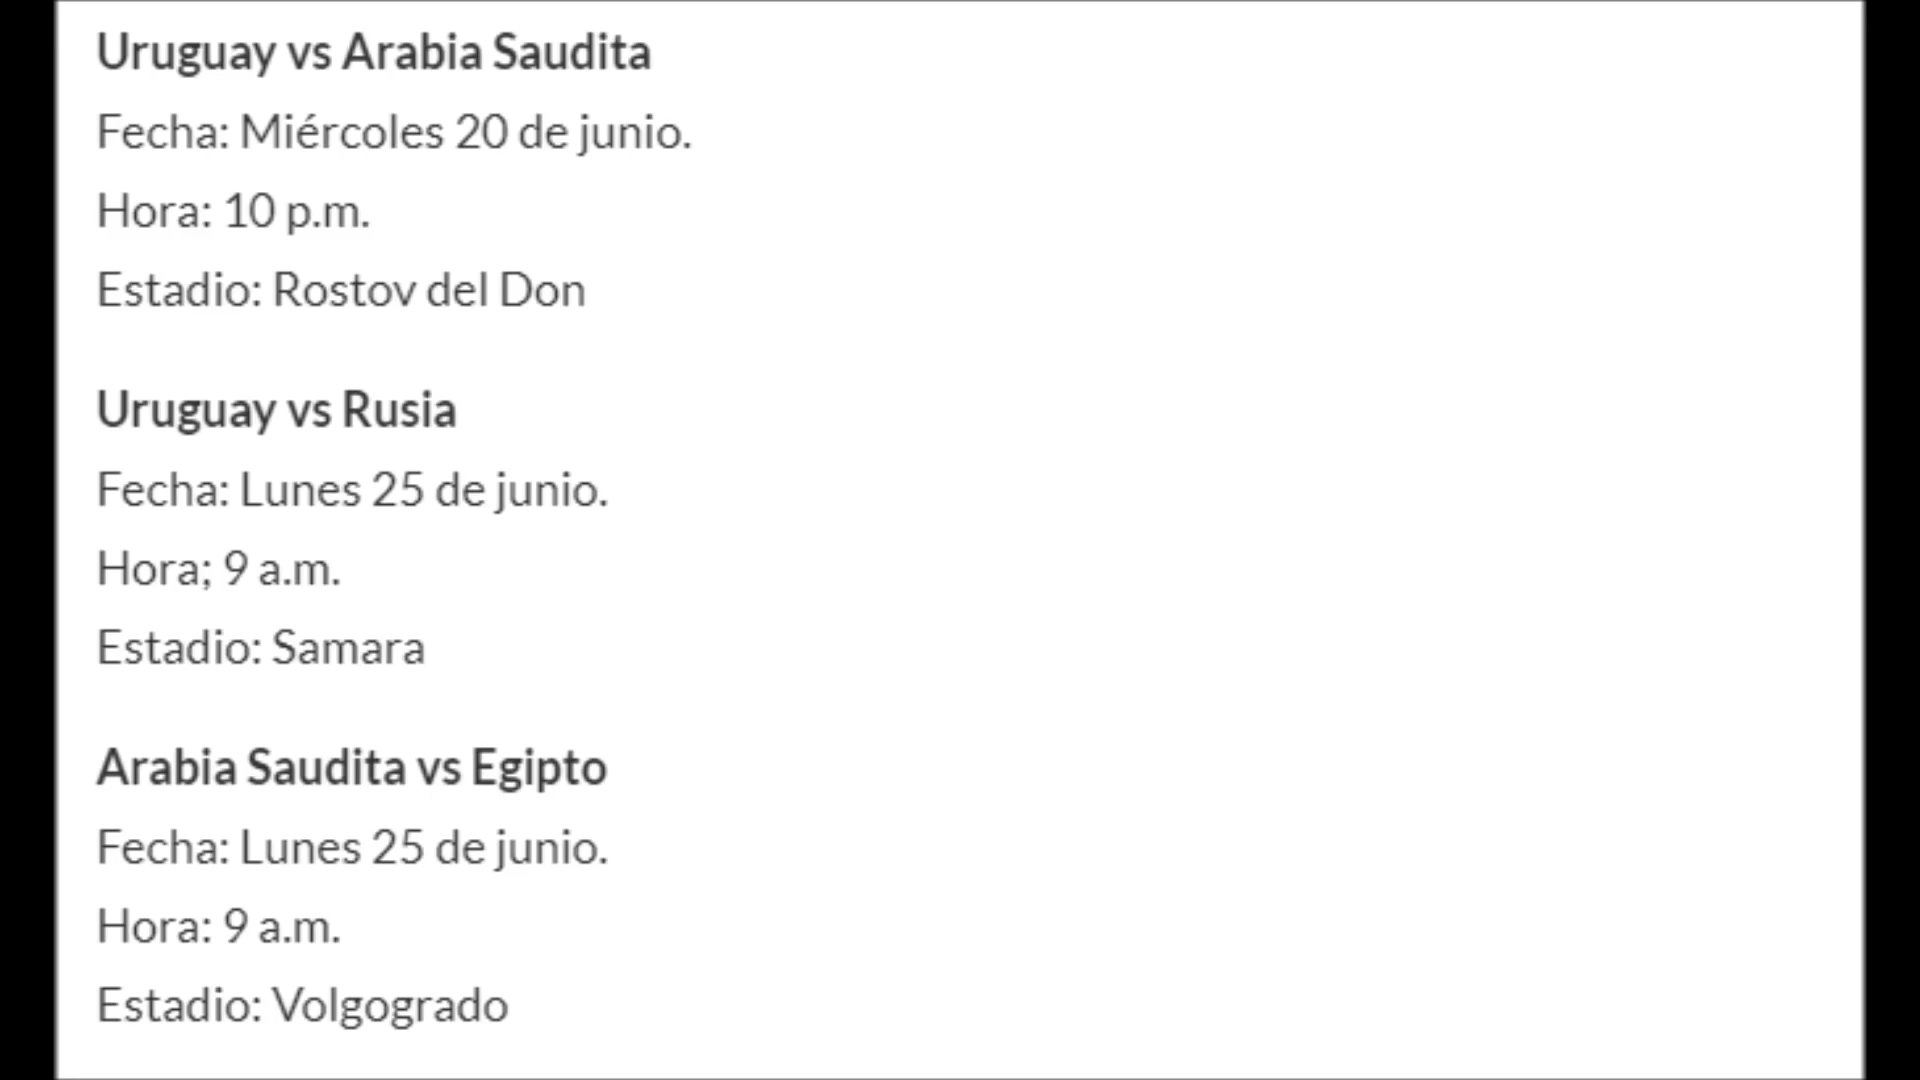 Uruguay vs Arabia Saudita
Fecha: Miércoles 20 de junio.
Hora: 10 p.m.
Estadio: Rostov del Don
Uruguay vs Rusia
Fecha: Lunes 25 de junio.
Hora; 9 a.m.
Estadio: Samara
Arabia Saudita vs Egipto
Fecha: Lunes 25 de junio.
Hora: 9 a.m.
Estadio: Volgogrado